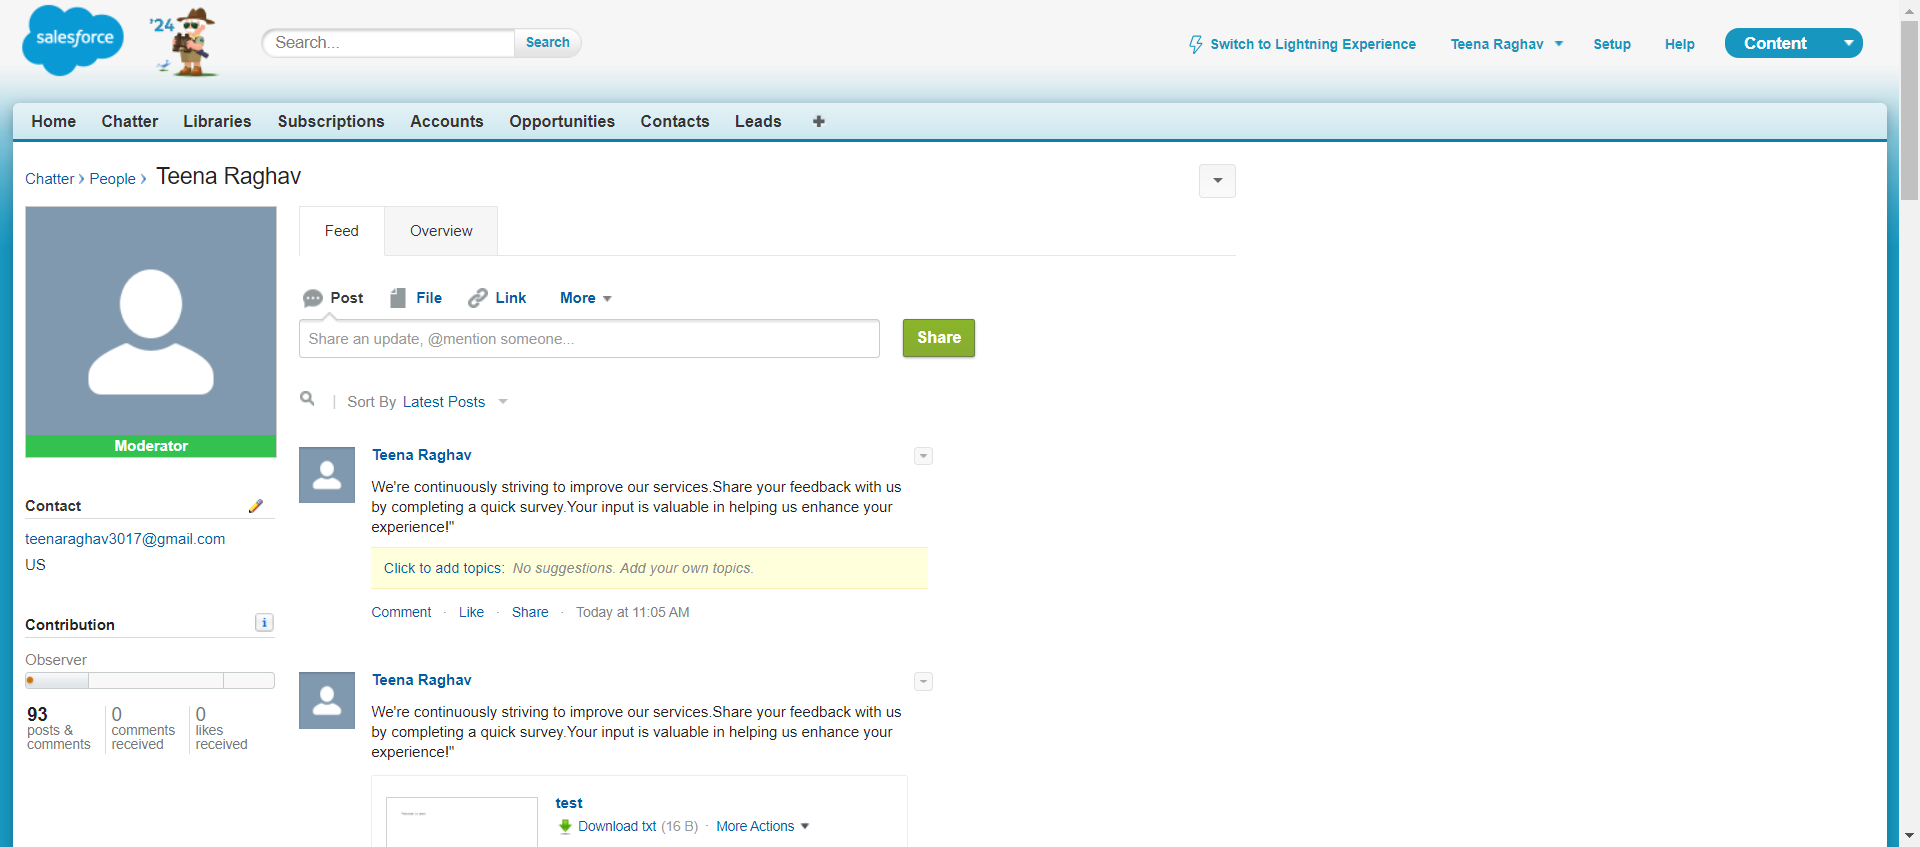 salesforce
'24
Search...
Search
Switch to Lightning Experience
Teena Raghav
Setup
Help
Content
Home
Chatter
Libraries
Subscriptions
Accounts
Opportunities
Contacts
Leads
Chatter › People › Teena Raghav
Feed
Overview
Post
File
Link
More
Share an update, @mention someone...
Share
Sort By Latest Posts
Moderator
Contact
teenaraghav3017@gmail.com
US
Contribution
Observer
93
posts &
comments
0
comments
received
0
likes
received
Teena Raghav
We're continuously striving to improve our services.Share your feedback with us
by completing a quick survey.Your input is valuable in helping us enhance your
experience!"
Click to add topics: No suggestions. Add your own topics.
Comment · Like · Share · Today at 11:05 AM
Teena Raghav
We're continuously striving to improve our services.Share your feedback with us
by completing a quick survey.Your input is valuable in helping us enhance your
experience!"
test
Download txt (16 B) · More Actions